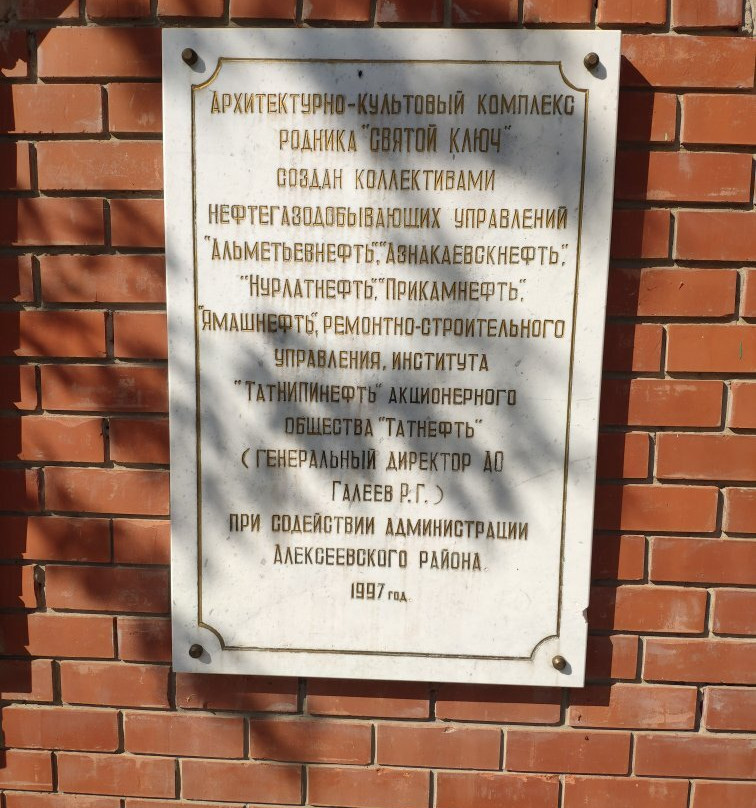 АРХИТЕКТУРНО-КУЛЬТОВЫЙ КОМПЛЕКС
РОДНИКА "СВЯТОЙ КЛЮЧ"
СОЗДАН КОЛЛЕКТИВАМИ
НЕФТЕГАЗОДОБЫВАЮЩИХ УПРАВЛЕНИЙ
"АЛЬМЕТЬЕВНЕФТЬ", "АЗНАКАЕВСКНЕФТЬ",
"НУРЛАТНЕФТЬ", "ПРИКАМНЕФТЬ",
"ЯМАШНЕФТЬ", РЕМОНТНО-СТРОИТЕЛЬНОГО
УПРАВЛЕНИЯ, ИНСТИТУТА
"ТАТНИПИНЕФТЬ" АКЦИОНЕРНОГО
ОБЩЕСТВА "ТАТНЕФТЬ"
(ГЕНЕРАЛЬНЫЙ ДИРЕКТОР АО
ГАЛЕЕВ Р.Г.)
ПРИ СОДЕЙСТВИИ АДМИНИСТРАЦИИ
АЛЕКСЕЕВСКОГО РАЙОНА.
1997 год